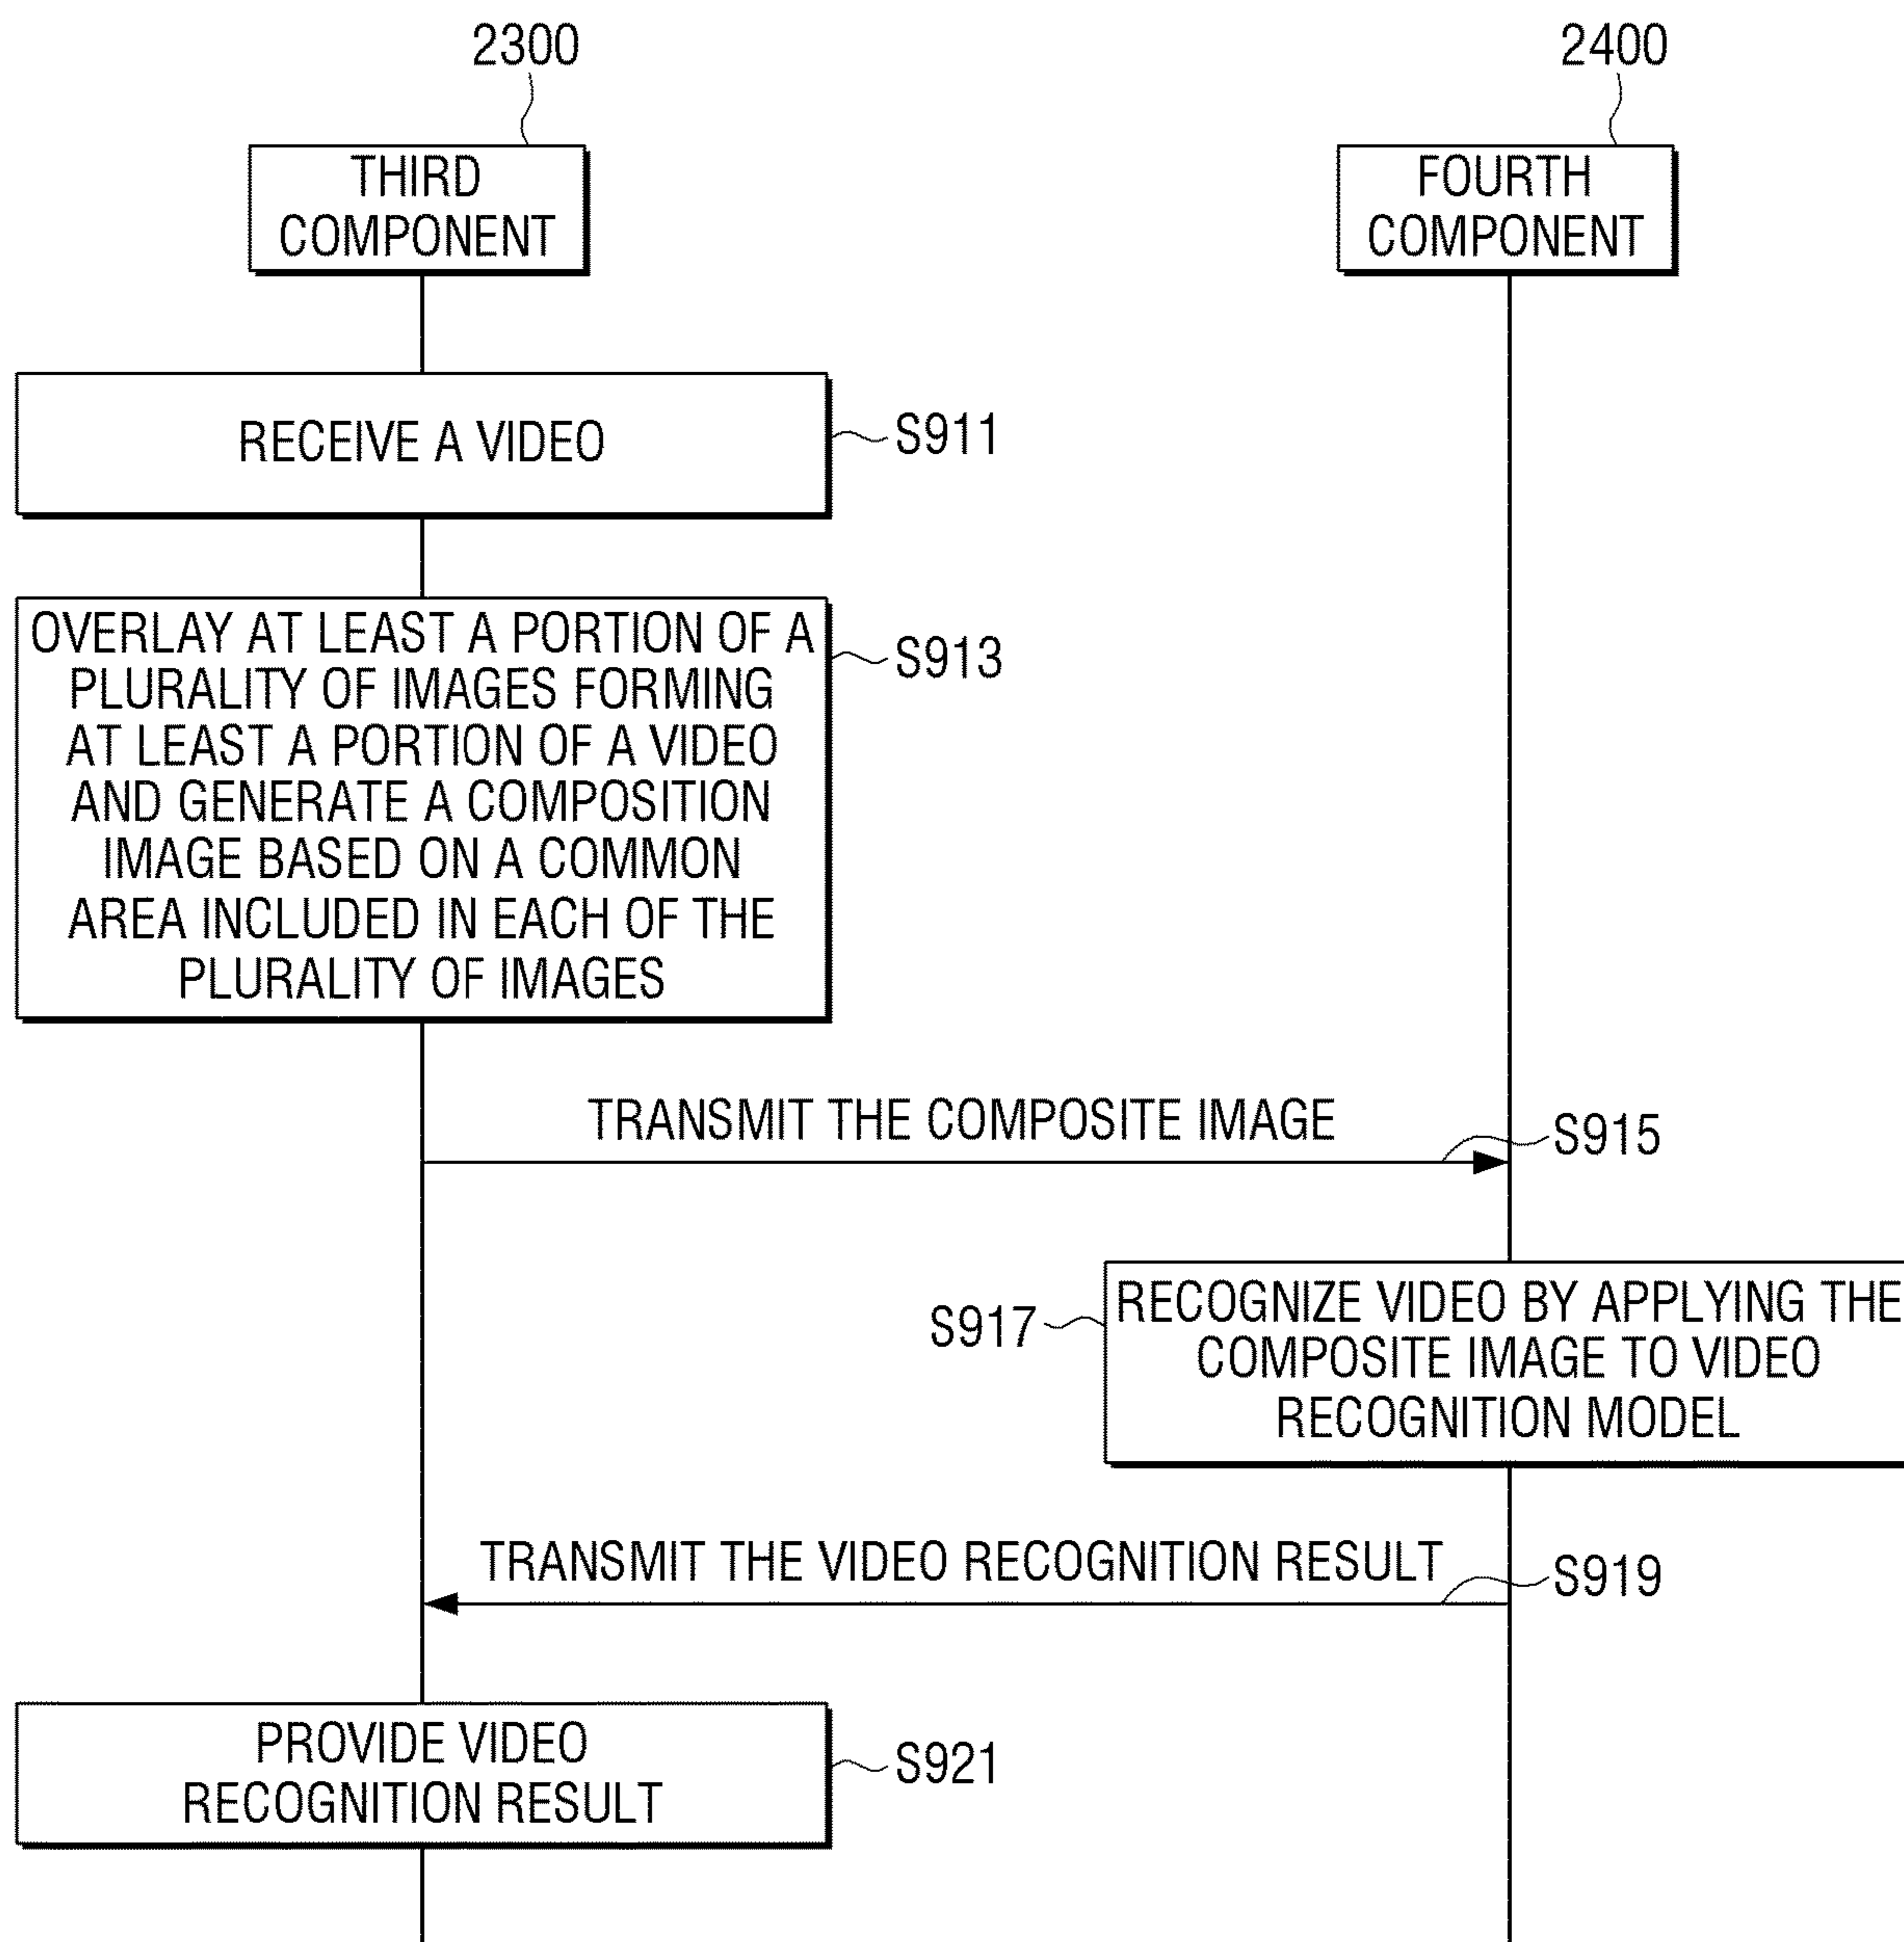 2300
2400
THIRD
COMPONENT
FOURTH
COMPONENT
RECEIVE A VIDEO
S911
OVERLAY AT LEAST A PORTION OF A
PLURALITY OF IMAGES FORMING
AT LEAST A PORTION OF A VIDEO
AND GENERATE A COMPOSITION
IMAGE BASED ON A COMMON
AREA INCLUDED IN EACH OF THE
PLURALITY OF IMAGES
S913
TRANSMIT THE COMPOSITE IMAGE
S915
S917
RECOGNIZE VIDEO BY APPLYING THE
COMPOSITE IMAGE TO VIDEO
RECOGNITION MODEL
TRANSMIT THE VIDEO RECOGNITION RESULT
S919
PROVIDE VIDEO
RECOGNITION RESULT
S921